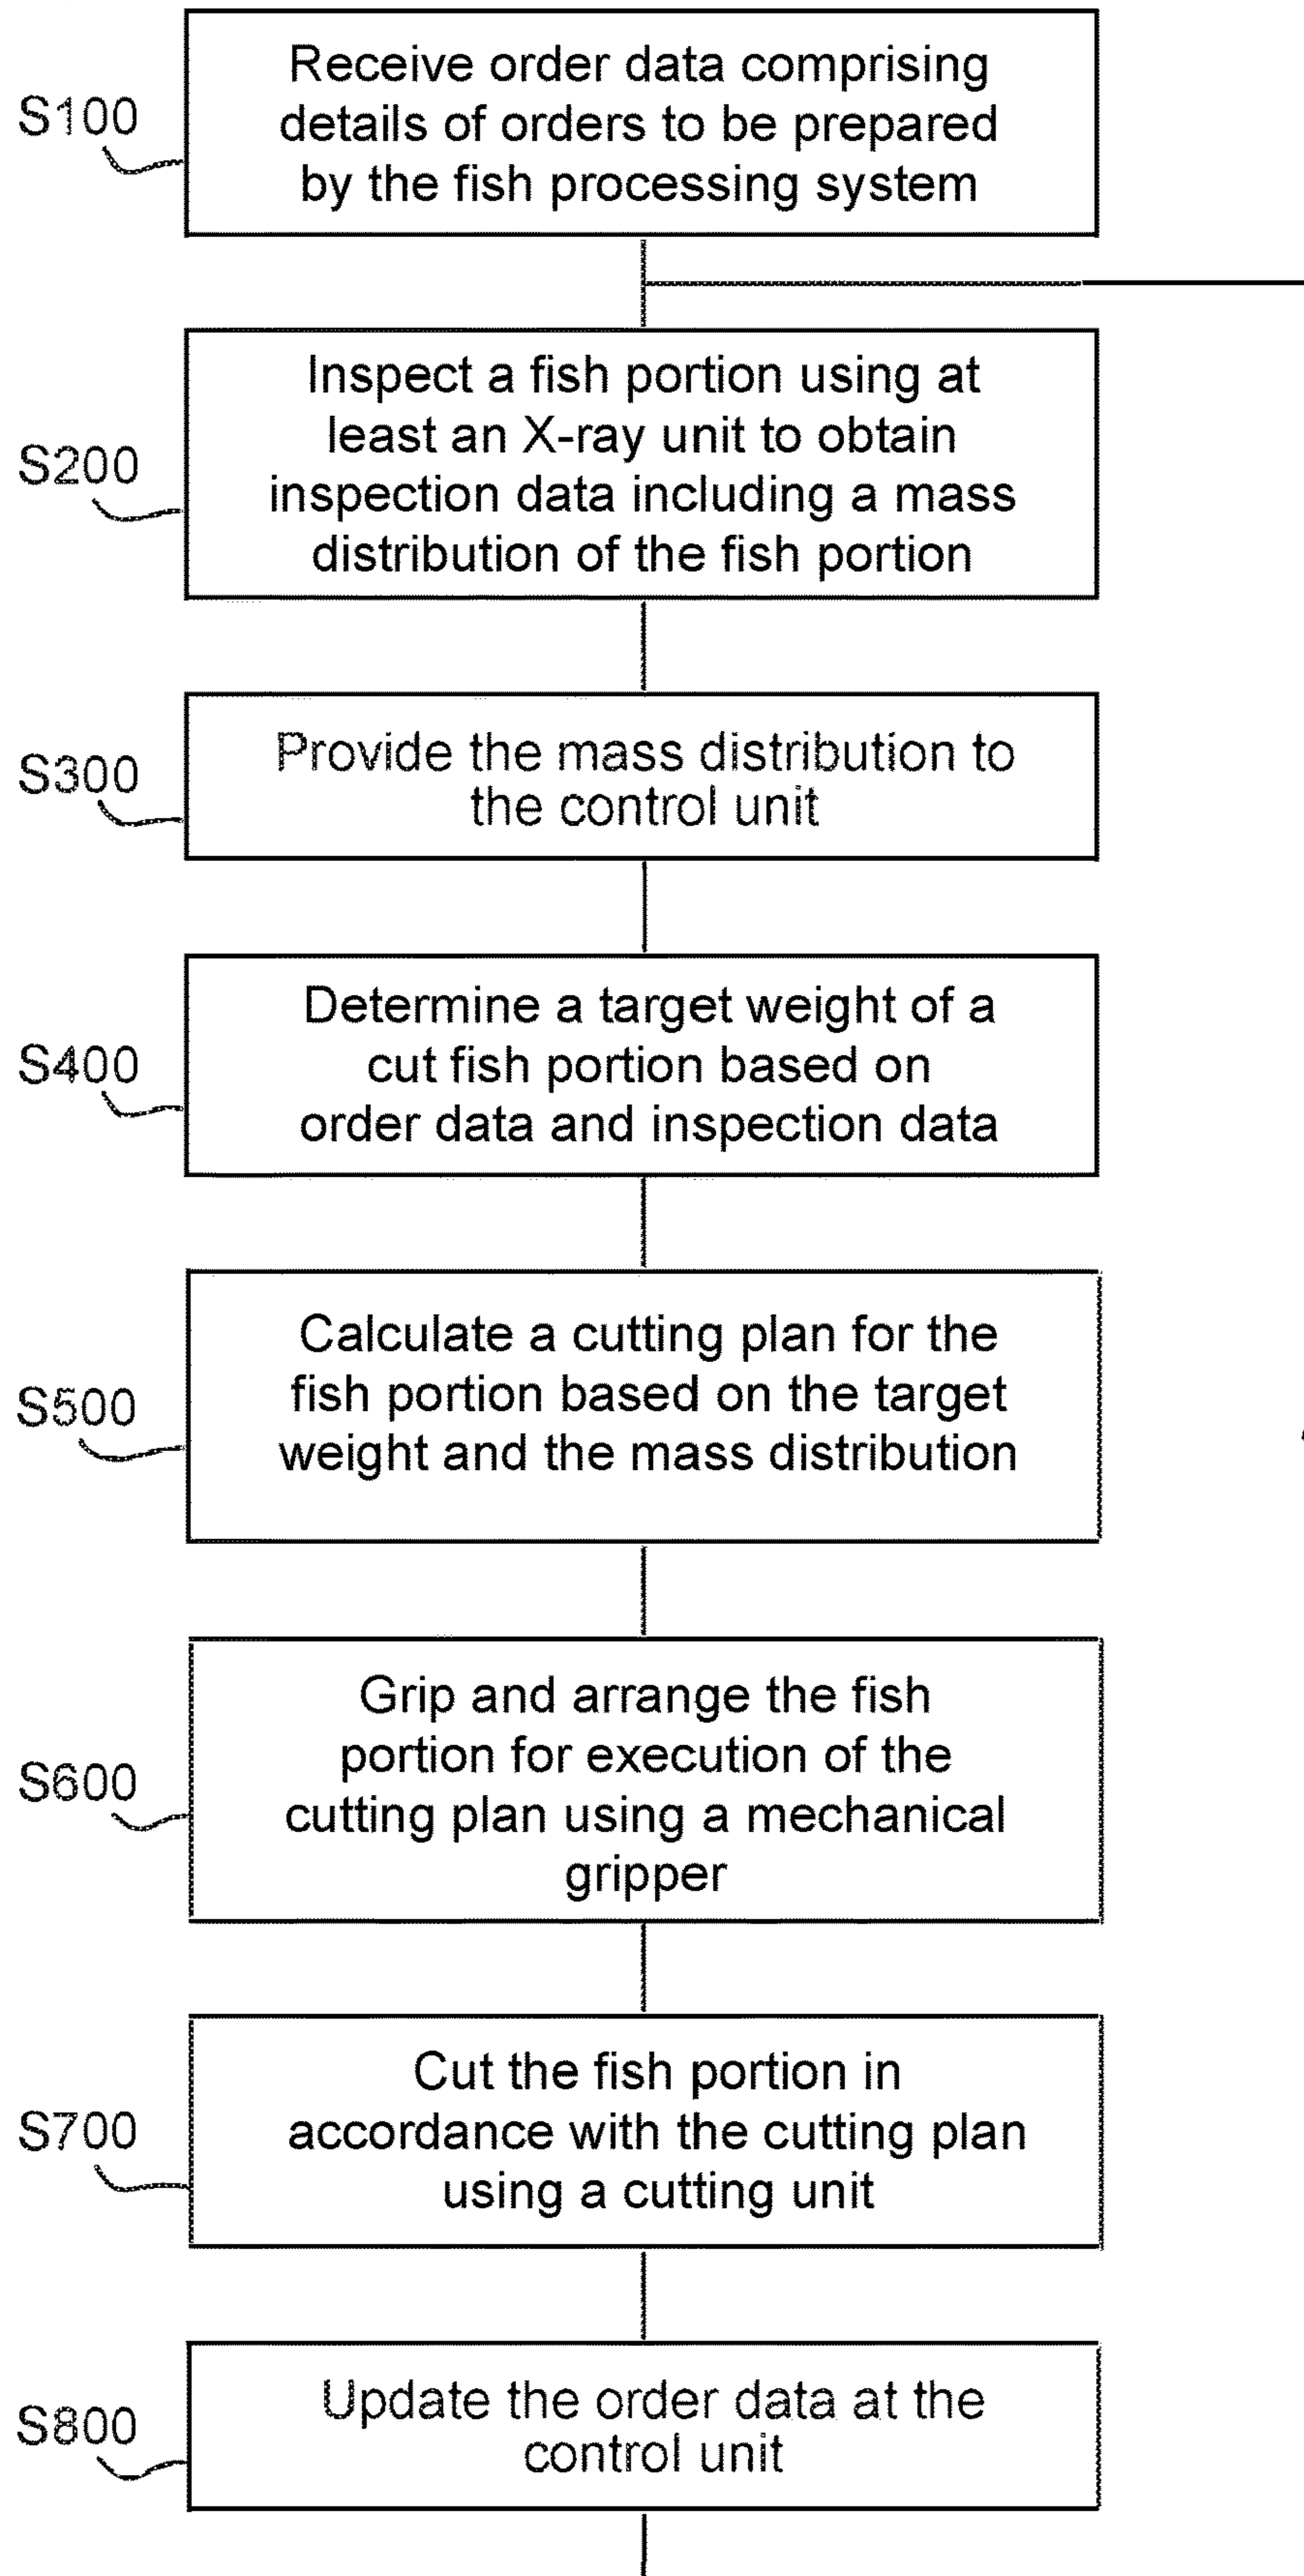 S100
Receive order data comprising
details of orders to be prepared
by the fish processing system
S200
Inspect a fish portion using at
least an X-ray unit to obtain
inspection data including a mass
distribution of the fish portion
S300
Provide the mass distribution to
the control unit
S400
Determine a target weight of a
cut fish portion based on
order data and inspection data
S500
Calculate a cutting plan for the
fish portion based on the target
weight and the mass distribution
S600
Grip and arrange the fish
portion for execution of the
cutting plan using a mechanical
gripper
S700
Cut the fish portion in
accordance with the cutting plan
using a cutting unit
S800
Update the order data at the
control unit